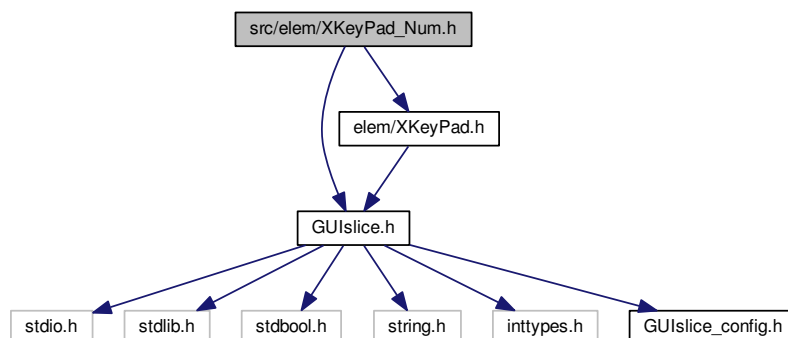 src/elem/XKeyPad_Num.h
elem/XKeyPad.h
GUIslice.h
stdio.h
stdlib.h
stdbool.h
string.h
inttypes.h
GUIslice_config.h